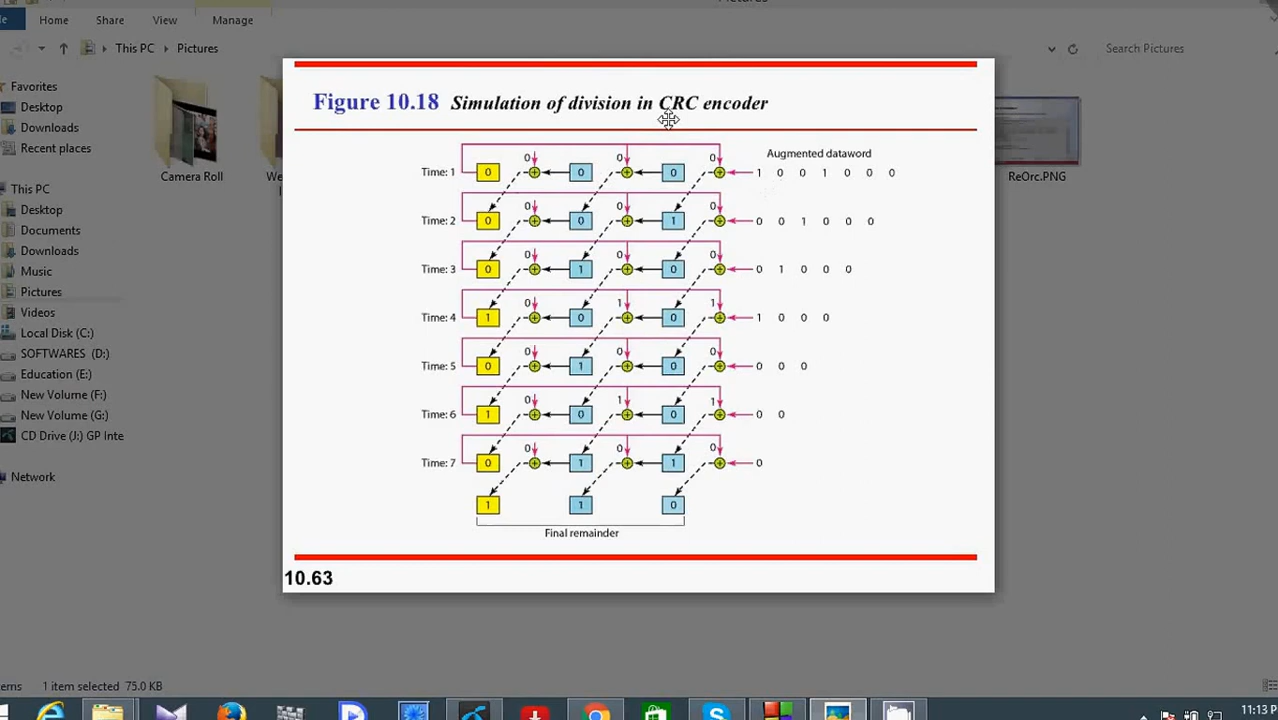 Pictures
Home Share View Manage
This PC Pictures
Search Pictures
Favorites
Desktop
Downloads
Recent places
This PC
Desktop
Documents
Downloads
Music
Pictures
Videos
Local Disk (C:)
SOFTWARES (D:)
Education (E:)
New Volume (F:)
New Volume (G:)
CD Drive (J:) GP Inte
Network
Camera Roll
ReOrc.PNG
Figure 10.18 Simulation of division in CRC encoder
Augmented dataword
0 0 0
Time: 1 0 0 0 1 0 0 1 0 0 0
0 0 0
Time: 2 0 0 1 0 0 1 0 0 0
0 0 0
Time: 3 0 1 0 0 1 0 0 0
0 1 1
Time: 4 1 0 0 1 0 0 0
0 0 0
Time: 5 0 1 0 0 0 0
0 1 1
Time: 6 1 0 0 0 0
0 0 0
Time: 7 0 1 1 0
1 1 0
Final remainder
10.63
1 item selected 75.0 KB
11:13 P